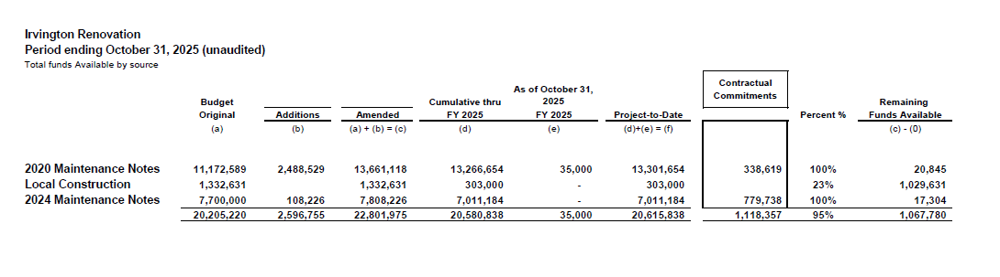 Irvington Renovation
Period ending October 31, 2025 (unaudited)
Total funds Available by source
Contractual
Commitments
As of October 31,
Budget Cumulative thru 2025 Remaining
Original Additions Amended FY 2025 FY 2025 Project-to-Date Percent % Funds Available
(a) (b) (a) + (b) = (c) (d) (e) (d)+(e) = (f) (c) - (0)
2020 Maintenance Notes 11,172,589 2,488,529 13,661,118 13,266,654 35,000 13,301,654 338,619 100% 20,845
Local Construction 1,332,631 1,332,631 303,000 - 303,000 23% 1,029,631
2024 Maintenance Notes 7,700,000 108,226 7,808,226 7,011,184 - 7,011,184 779,738 100% 17,304
20,205,220 2,596,755 22,801,975 20,580,838 35,000 20,615,838 1,118,357 95% 1,067,780